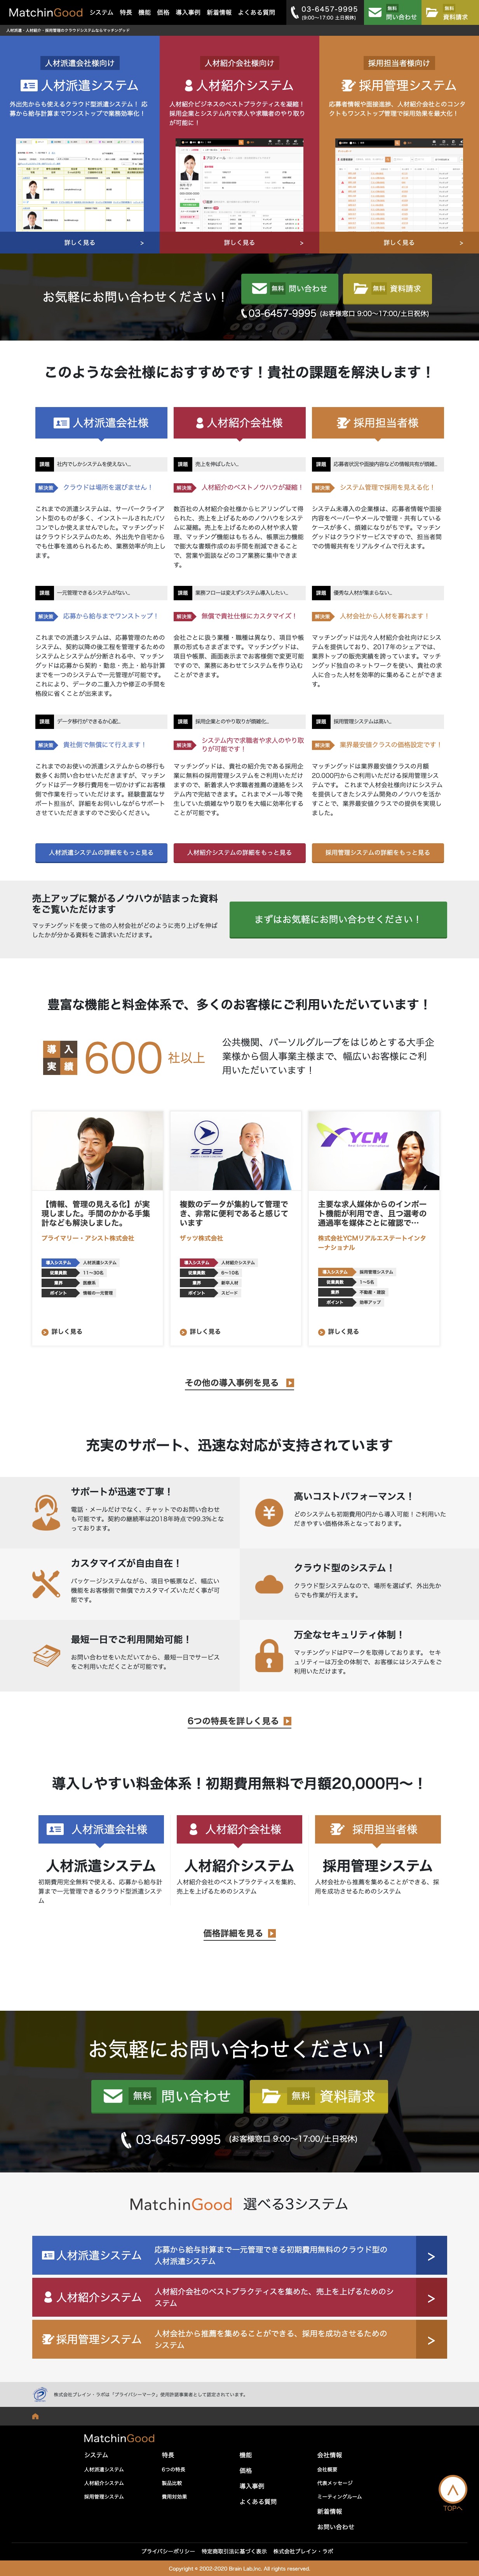 MatchinGood システム 特長 機能 価格 導入事例 新着情報 よくある質問 03-6457-9995 (9:00〜17:00 土日祝休) 無料 問い合わせ 無料 資料請求
人材派遣・人材紹介・採用管理のクラウドシステムならマッチングッド
人材派遣会社様向け
人材派遣システム
外出先からも使えるクラウド型派遣システム！ 応
募から給与計算までワンストップで業務効率化！
詳しく見る >
人材紹介会社様向け
人材紹介システム
人材紹介ビジネスのベストプラクティスを凝縮！
採用企業とシステム内で求人や求職者のやり取り
が可能に！
詳しく見る >
採用担当者様向け
採用管理システム
応募者情報や面接進捗、人材紹介会社とのコンタ
クトもワンストップ管理で採用効果を最大化！
詳しく見る >
お気軽にお問い合わせください！
無料 問い合わせ
無料 資料請求
03-6457-9995 (お客様窓口 9:00〜17:00/土日祝休)
このような会社様におすすめです！貴社の課題を解決します！
人材派遣会社様
課題 社内でしかシステムを使えない...
解決策 クラウドは場所を選びません！
これまでの派遣システムは、サーバークライア
ント型のものが多く、インストールされたパソ
コンでしか使えませんでした。マッチングッド
はクラウドシステムのため、外出先や自宅から
でも仕事を進められるため、業務効率が向上し
ます。
人材紹介会社様
課題 売上を伸ばしたい...
解決策 人材紹介のベストノウハウが凝縮！
数百社の人材紹介会社からヒアリングして得
られた、売上を上げるためのノウハウをシステ
ムに凝縮。売上を上げるための人材や求人管
理、マッチング機能はもちろん、帳票出力機能
で膨大な書類作成のお手間を削減できること
で、営業や面談などのコア業務に集中できま
す。
採用担当者様
課題 応募者状況や面接内容などの情報共有が煩雑...
解決策 システム管理で採用を見える化！
システム未導入の企業様は、応募者情報や面接
内容をペーパーやメールで管理・共有している
ケースが多く、煩雑になりがちです。マッチン
グッドはクラウドサービスですので、担当者間
での情報共有をリアルタイムで行えます。
課題 一元管理できるシステムがない...
解決策 応募から給与までワンストップ！
これまでの派遣システムは、応募管理のための
システム、契約以降の後工程を管理するための
システムとシステムが分断される中、マッチング
ッドは応募から契約・勤怠・売上・給与計算
までを一つのシステムで一元管理が可能です。
これにより、データの二重入力や修正の手間を
格段に省くことが出来ます。
課題 業務フローは変えずシステム導入したい...
解決策 無償で貴社仕様にカスタマイズ！
会社ごとに扱う業種・職種は異なり、項目や帳
票の形式もさまざまです。マッチングッドは、
項目や帳票、画面表示までお客様側で変更可能
ですので、業務にあわせてシステムを作り込む
ことができます。
課題 優秀な人材が集まらない...
解決策 人材会社から人材を募れます！
マッチングッドは元々人材紹介会社向けにシス
テムを提供しており、2017年のシェアでは、
業界トップの販売実績を誇っています。マッチ
ングッド独自のネットワークを使い、貴社の求
人に合った人材を効率的に集めることができま
す。
課題 データ移行ができるか心配...
解決策 貴社側で無償にて行えます！
これまでのお使いの派遣システムからの移行も
数多くお問い合わせいただきますが、マッチン
グッドはデータ移行費用を一切かけずにお客様
側で作業を行っていただけます。経験豊富なサ
ポート担当が、詳細をお伺いしながらサポート
させていただきますのでご安心ください。
課題 採用企業とのやり取りが煩雑化...
解決策 システム内で求職者や求人のやり取
りが可能です！
マッチングッドは、貴社の紹介先である採用企
業に無料の採用管理システムをご利用いただけ
ますので、新着求人や求職者推薦の連絡をシス
テム内で完結できます。これまでメール等で発
生していた煩雑なやり取りを大幅に効率化する
ことが可能です。
課題 採用管理システムは高い...
解決策 業界最安値クラスの価格設定です！
マッチングッドは業界最安値クラスの月額
20,000円からご利用いただける採用管理シス
テムです。これまで人材会社様向けにシステム
を提供してきたシステム開発のノウハウを活か
すことで、業界最安値クラスでの提供を実現し
ました。
人材派遣システムの詳細をもっと見る
人材紹介システムの詳細をもっと見る
採用管理システムの詳細をもっと見る
売上アップに繋がるノウハウが詰まった資料
をご覧いただけます
マッチングッドを使って他の人材会社がどのように売り上げを伸ば
したかが分かる資料をご請求いただけます。
まずはお気軽にお問い合わせください！
豊富な機能と料金体系で、多くのお客様にご利用いただいています！
導入実績 600社以上
公共機関、パーソルグループをはじめとする大手企
業様から個人事業主様まで、幅広いお客様にご利
用いただいています！
【情報、管理の見える化】が実
現しました。手間のかかる手集
計なども解決しました。
プライマリー・アシスト株式会社
導入システム 人材派遣システム
従業員数 11〜30名
業界 医療系
ポイント 情報の一元管理
詳しく見る
ZA2
複数のデータが集約して管理で
き、非常に便利であると感じて
います
ザッツ株式会社
導入システム 人材紹介システム
従業員数 6〜10名
業界 新卒人材
ポイント スピード
詳しく見る
YCM
主要な求人媒体からのインポー
ト機能が利用でき、且つ選考の
通過率を媒体ごとに確認で…
株式会社YCMリアルエステートインタ
ーナショナル
導入システム 採用管理システム
従業員数 1〜5名
業界 不動産・建設
ポイント 効率アップ
詳しく見る
その他の導入事例を見る
充実のサポート、迅速な対応が支持されています
サポートが迅速で丁寧！
電話・メールだけでなく、チャットでのお問い合わせ
も可能です。契約の継続率は2018年時点で99.3%とな
っております。
高いコストパフォーマンス！
どのシステムも初期費用0円から導入可能！ご利用いた
だきやすい価格体系となっております。
カスタマイズが自由自在！
パッケージシステムながら、項目や帳票など、幅広い
機能をお客様側で無償でカスタマイズいただく事が可
能です。
クラウド型のシステム！
クラウド型システムなので、場所を選ばず、外出先か
らでも作業が行えます。
最短一日でご利用開始可能！
お問い合わせをいただいてから、最短一日でサービス
をご利用いただくことが可能です。
万全なセキュリティ体制！
マッチングッドはPマークを取得しております。 セキ
ュリティーは万全の体制で、お客様にはシステムをご
利用いただけます。
6つの特長を詳しく見る
導入しやすい料金体系！初期費用無料で月額20,000円〜！
人材派遣会社様
人材派遣システム
初期費用完全無料で使える、応募から給与計
算まで一元管理できるクラウド型派遣システ
ム
人材紹介会社様
人材紹介システム
人材紹介会社のベストプラクティスを集約、
売上を上げるためのシステム
採用担当者様
採用管理システム
人材会社から推薦を集めることができる、採
用を成功させるためのシステム
価格詳細を見る
お気軽にお問い合わせください！
無料 問い合わせ
無料 資料請求
03-6457-9995 (お客様窓口 9:00〜17:00/土日祝休)
MatchinGood 選べる3システム
人材派遣システム
応募から給与計算まで一元管理できる初期費用無料のクラウド型の
人材派遣システム
>
人材紹介システム
人材紹介会社のベストプラクティスを集めた、売上を上げるためのシ
ステム
>
採用管理システム
人材会社から推薦を集めることができる、採用を成功させるための
システム
>
株式会社ブレイン・ラボは「プライバシーマーク」使用許諾事業者として認定されています。
MatchinGood
システム
人材派遣システム
人材紹介システム
採用管理システム
特長
6つの特長
製品比較
費用対効果
機能
価格
導入事例
よくある質問
会社情報
会社概要
代表メッセージ
ミーティングルーム
新着情報
お問い合わせ
TOPへ
プライバシーポリシー 特定商取引法に基づく表示 株式会社ブレイン・ラボ
Copyright © 2002-2020 Brain Lab,inc. All rights reserved.